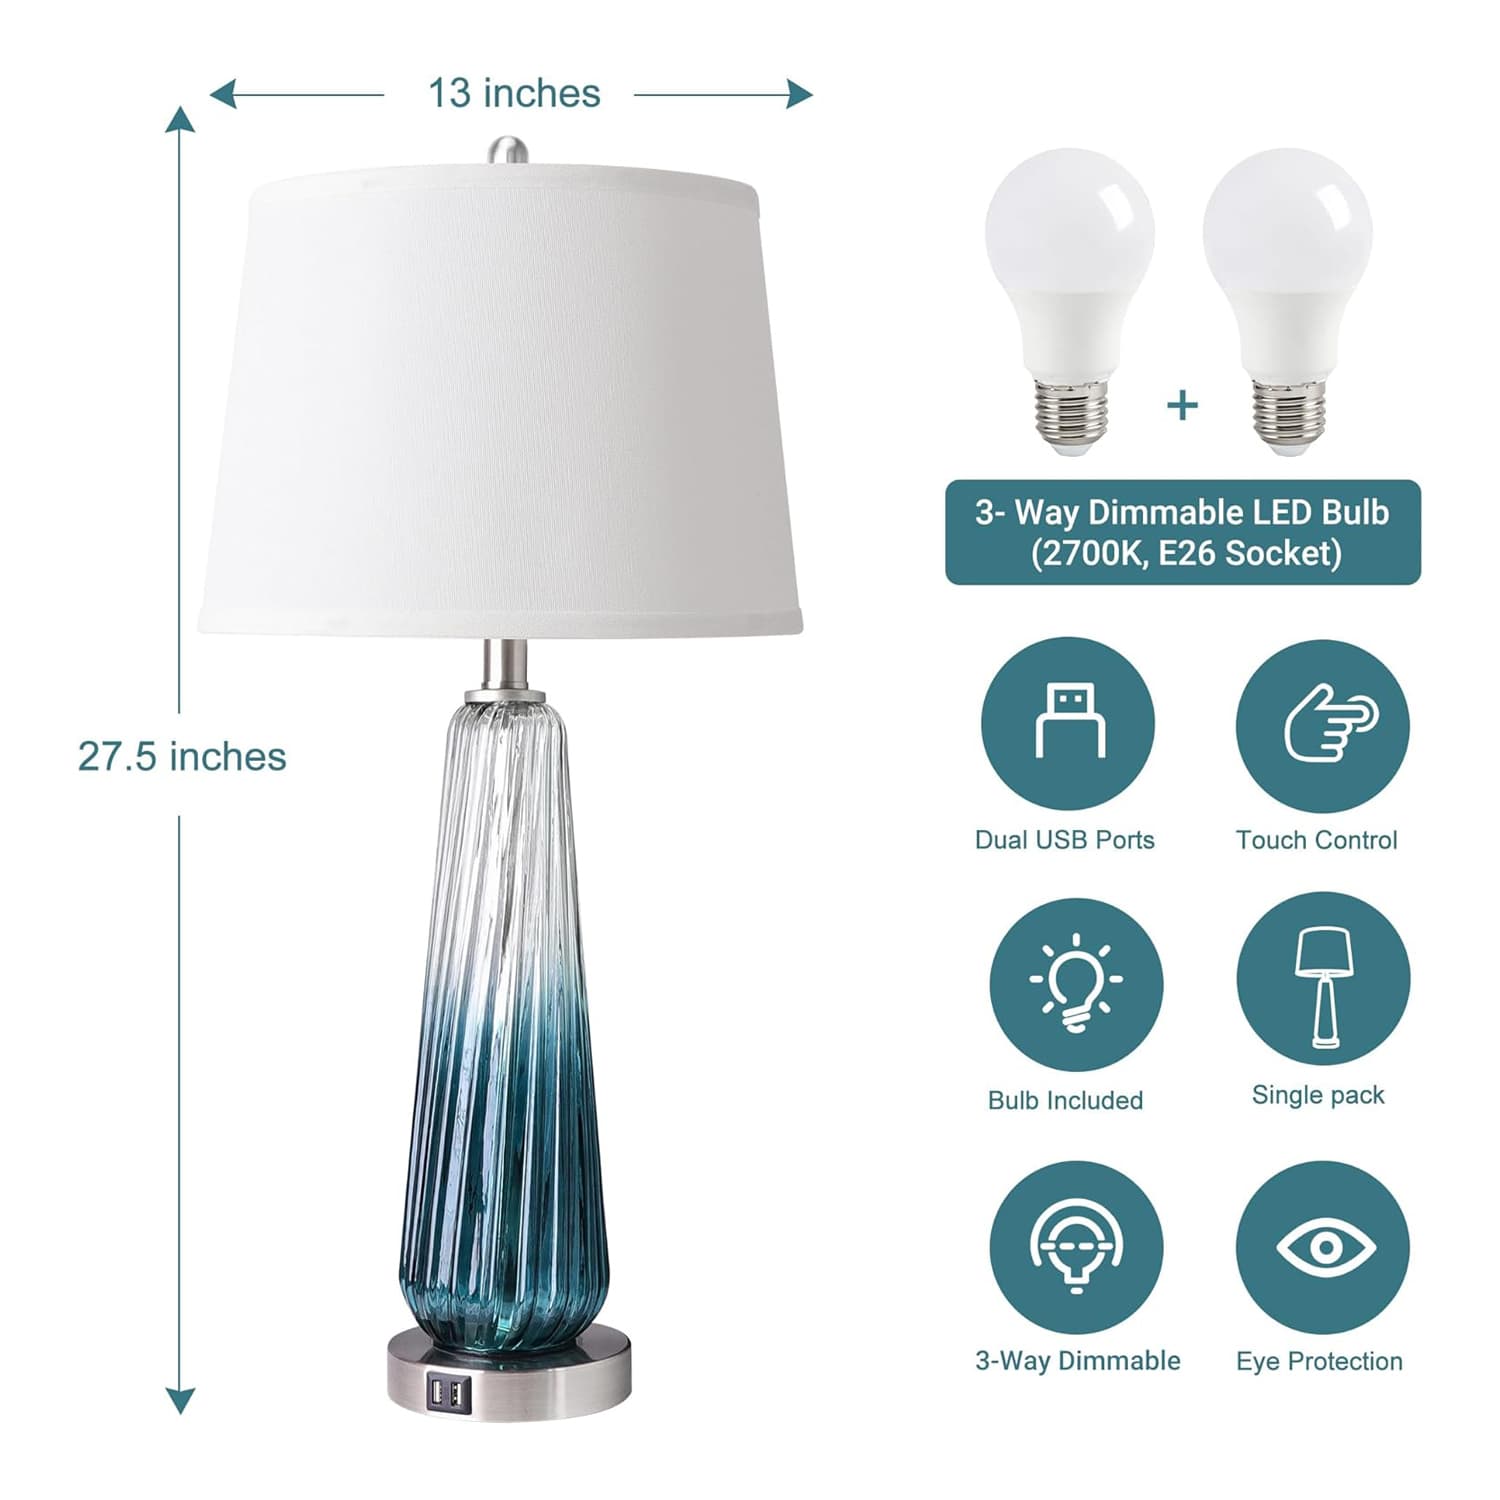 13 inches
27.5 inches
+
3- Way Dimmable LED Bulb
(2700K, E26 Socket)
Dual USB Ports
Touch Control
Bulb Included
Single pack
3-Way Dimmable
Eye Protection